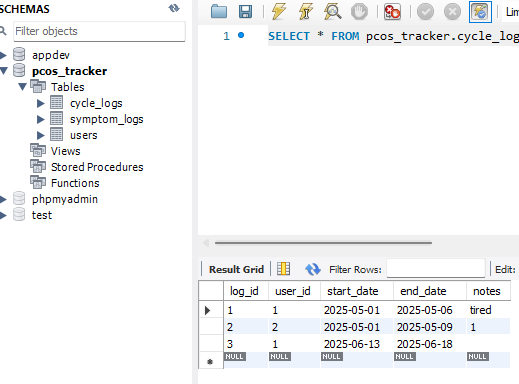 SCHEMAS
Filter objects
appdev
pcos_tracker
Tables
cycle_logs
symptom_logs
users
Views
Stored Procedures
Functions
phpmyadmin
test
Lim
1 SELECT * FROM pcos_tracker.cycle_log
Result Grid Filter Rows: Edit:
log_id user_id start_date end_date notes
1 1 2025-05-01 2025-05-06 tired
2 2 2025-05-01 2025-05-09 1
3 1 2025-06-13 2025-06-18
NULL NULL NULL NULL NULL